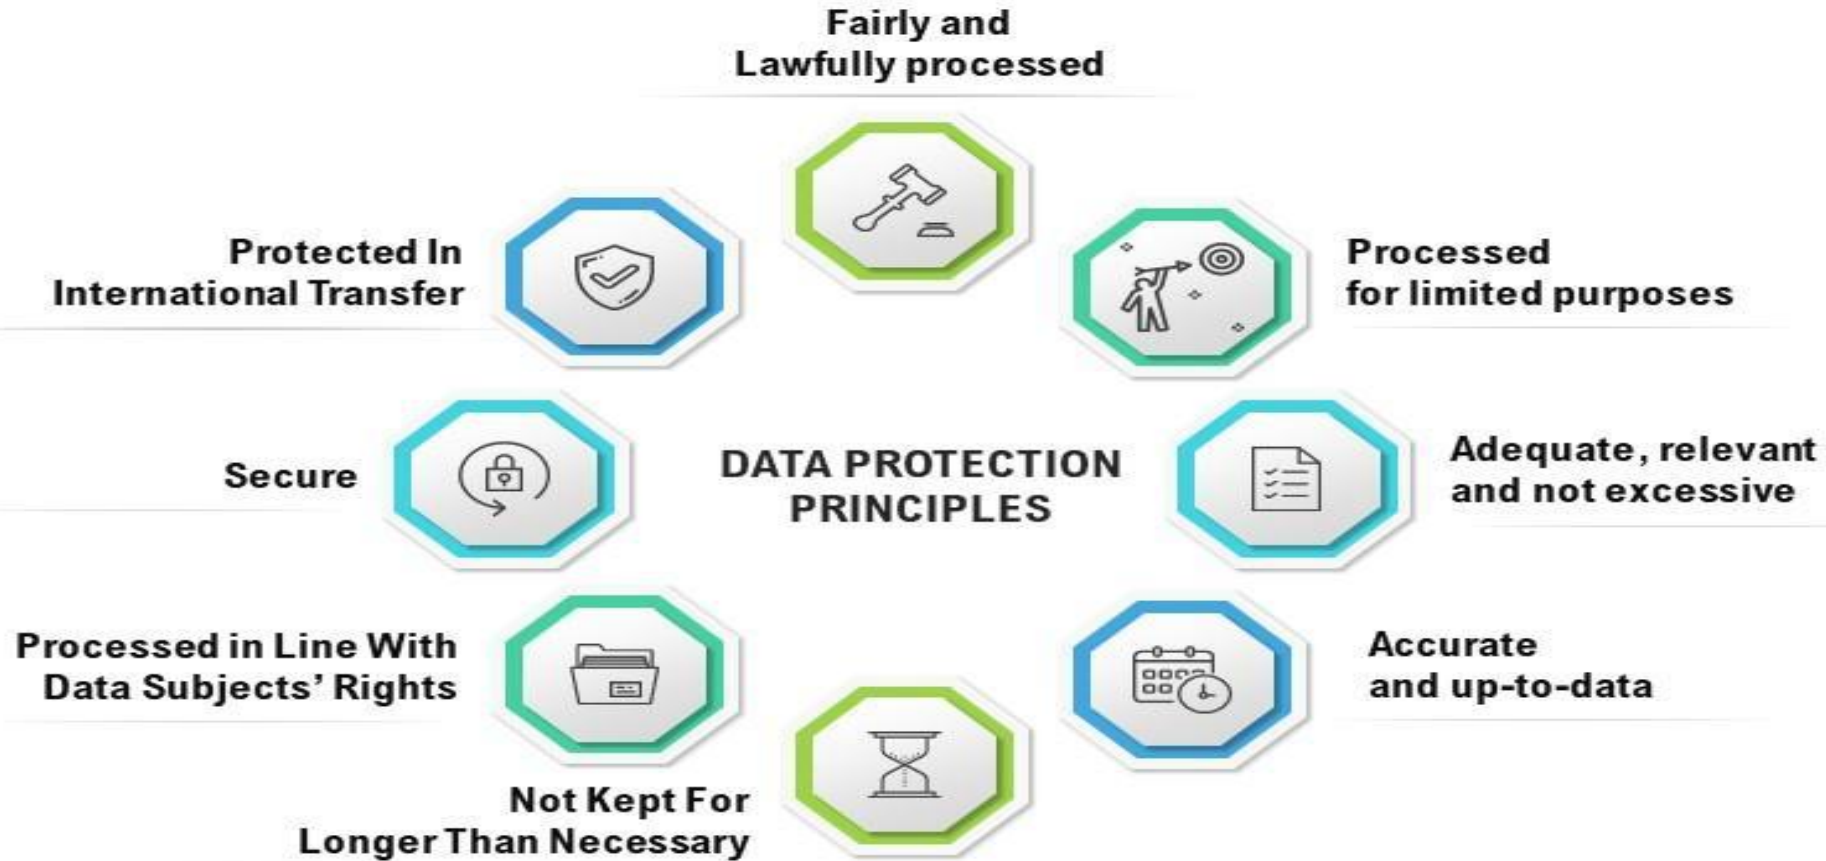 Fairly and
Lawfully processed
Protected In
International Transfer
Processed
for limited purposes
Secure
DATA PROTECTION
PRINCIPLES
Adequate, relevant
and not excessive
Processed in Line With
Data Subjects’ Rights
Accurate
and up-to-data
Not Kept For
Longer Than Necessary